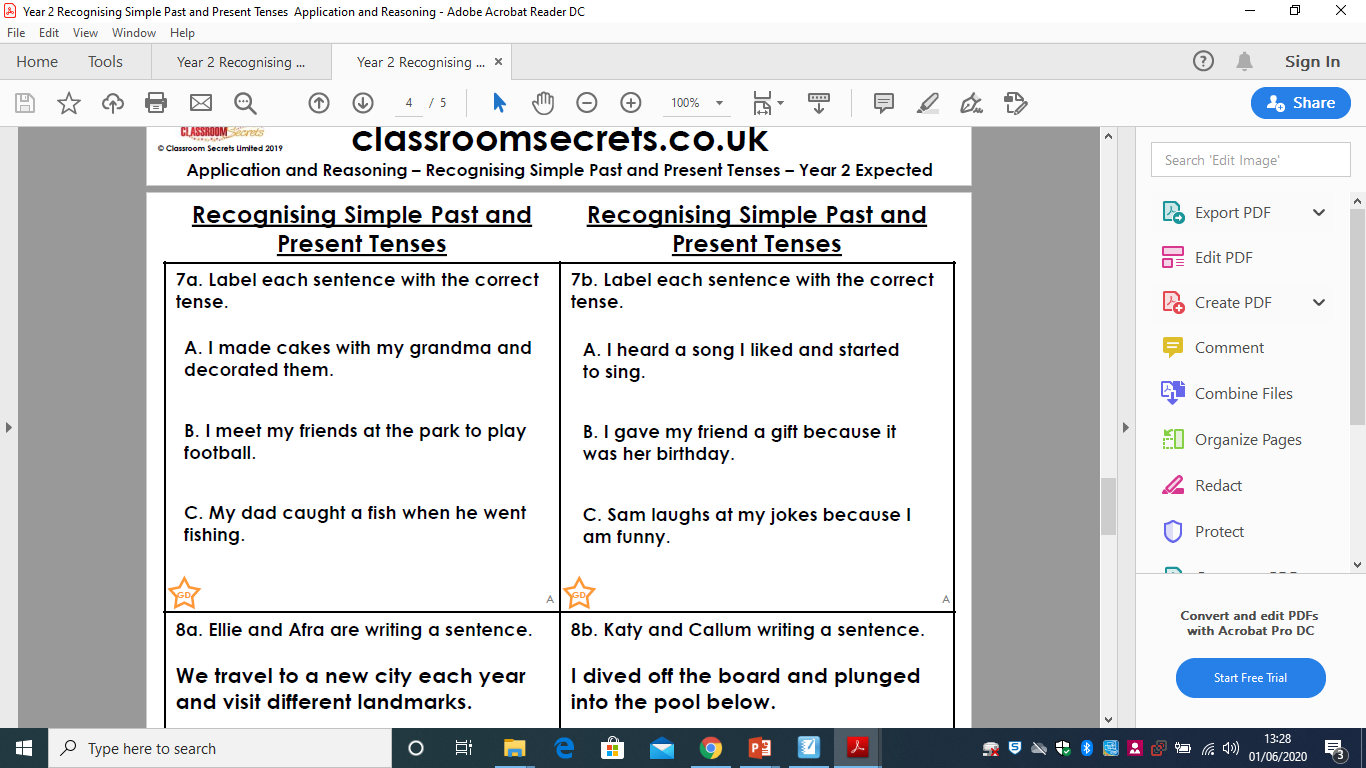 Year 2 Recognising Simple Past and Present Tenses  Application and Reasoning - Adobe Acrobat Reader DC
File Edit View Window Help
Home Tools Year 2 Recognising ... Year 2 Recognising ... ×
Sign In
4 / 5
100%
Share
CLASSROOM Secrets
© Classroom Secrets Limited 2019
classroomsecrets.co.uk
Application and Reasoning – Recognising Simple Past and Present Tenses – Year 2 Expected
Recognising Simple Past and
Present Tenses
7a. Label each sentence with the correct
tense.
A. I made cakes with my grandma and
decorated them.
B. I meet my friends at the park to play
football.
C. My dad caught a fish when he went
fishing.
GD
A
8a. Ellie and Afra are writing a sentence.
We travel to a new city each year
and visit different landmarks.
Recognising Simple Past and
Present Tenses
7b. Label each sentence with the correct
tense.
A. I heard a song I liked and started
to sing.
B. I gave my friend a gift because it
was her birthday.
C. Sam laughs at my jokes because I
am funny.
GD
A
8b. Katy and Callum writing a sentence.
I dived off the board and plunged
into the pool below.
Search 'Edit Image'
Export PDF
Edit PDF
Create PDF
Comment
Combine Files
Organize Pages
Redact
Protect
Convert and edit PDFs
with Acrobat Pro DC
Start Free Trial
Type here to search
13:28
01/06/2020
3